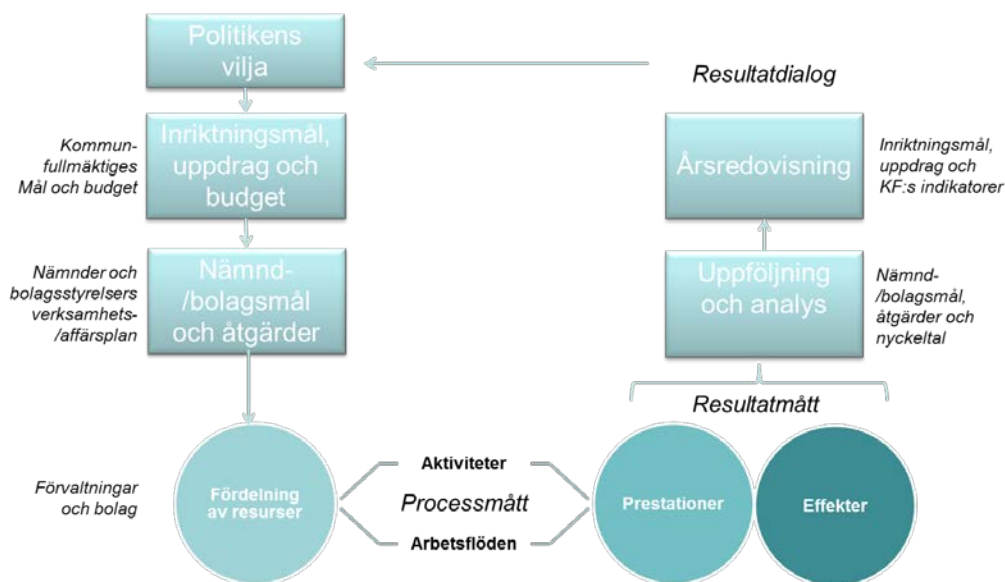 Politikens
vilja
Resultatdialog
Kommun-
fullmäktiges
Mål och budget
Inriktningsmål,
uppdrag och
budget
Årsredovisning
Inriktningsmål,
uppdrag och
KF:s indikatorer
Nämnder och
bolagsstyrelsers
verksamhets-
/affärsplan
Nämnd-
/bolagsmål
och åtgärder
Uppföljning
och analys
Nämnd-
/bolagsmål,
åtgärder och
nyckeltal
Resultatmått
Förvaltningar
och bolag
Fördelning
av resurser
Aktiviteter
Processmått
Arbetsflöden
Prestationer
Effekter